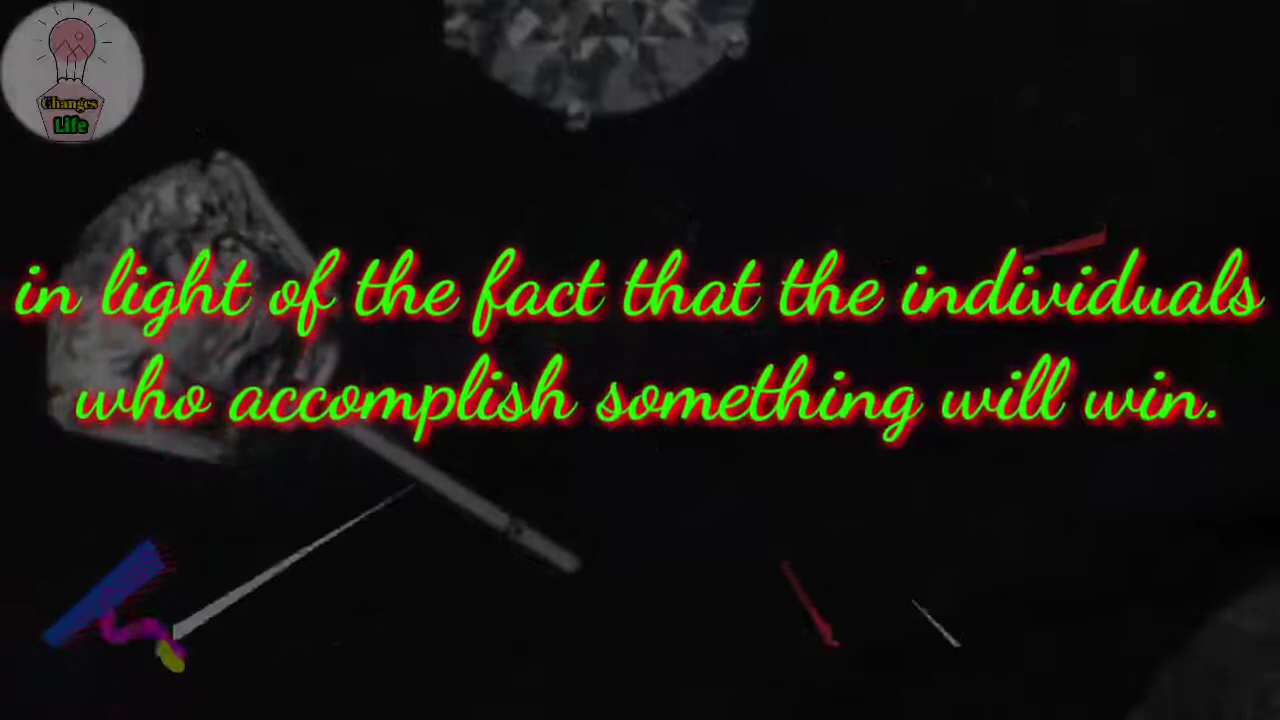 Changes
Life
in light of the fact that the individuals
who accomplish something will win.